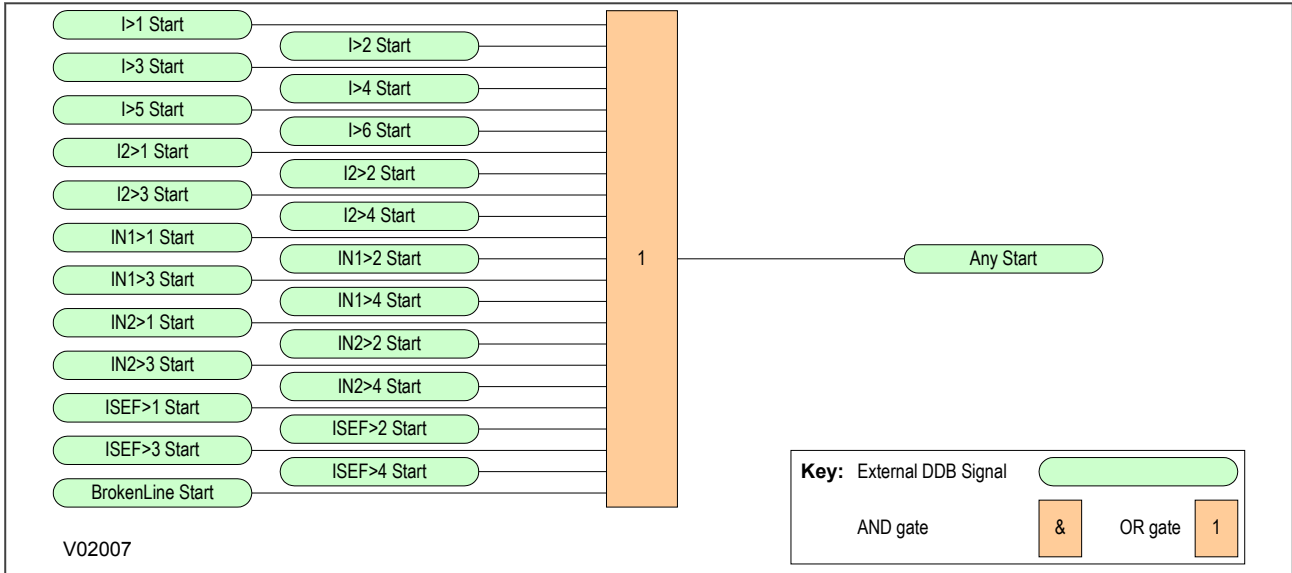 I>1 Start
I>2 Start
I>3 Start
I>4 Start
I>5 Start
I>6 Start
I2>1 Start
I2>2 Start
I2>3 Start
I2>4 Start
IN1>1 Start
IN1>2 Start
1
Any Start
IN1>3 Start
IN1>4 Start
IN2>1 Start
IN2>2 Start
IN2>3 Start
IN2>4 Start
ISEF>1 Start
ISEF>2 Start
ISEF>3 Start
ISEF>4 Start
BrokenLine Start
Key: External DDB Signal
AND gate & OR gate 1
V02007